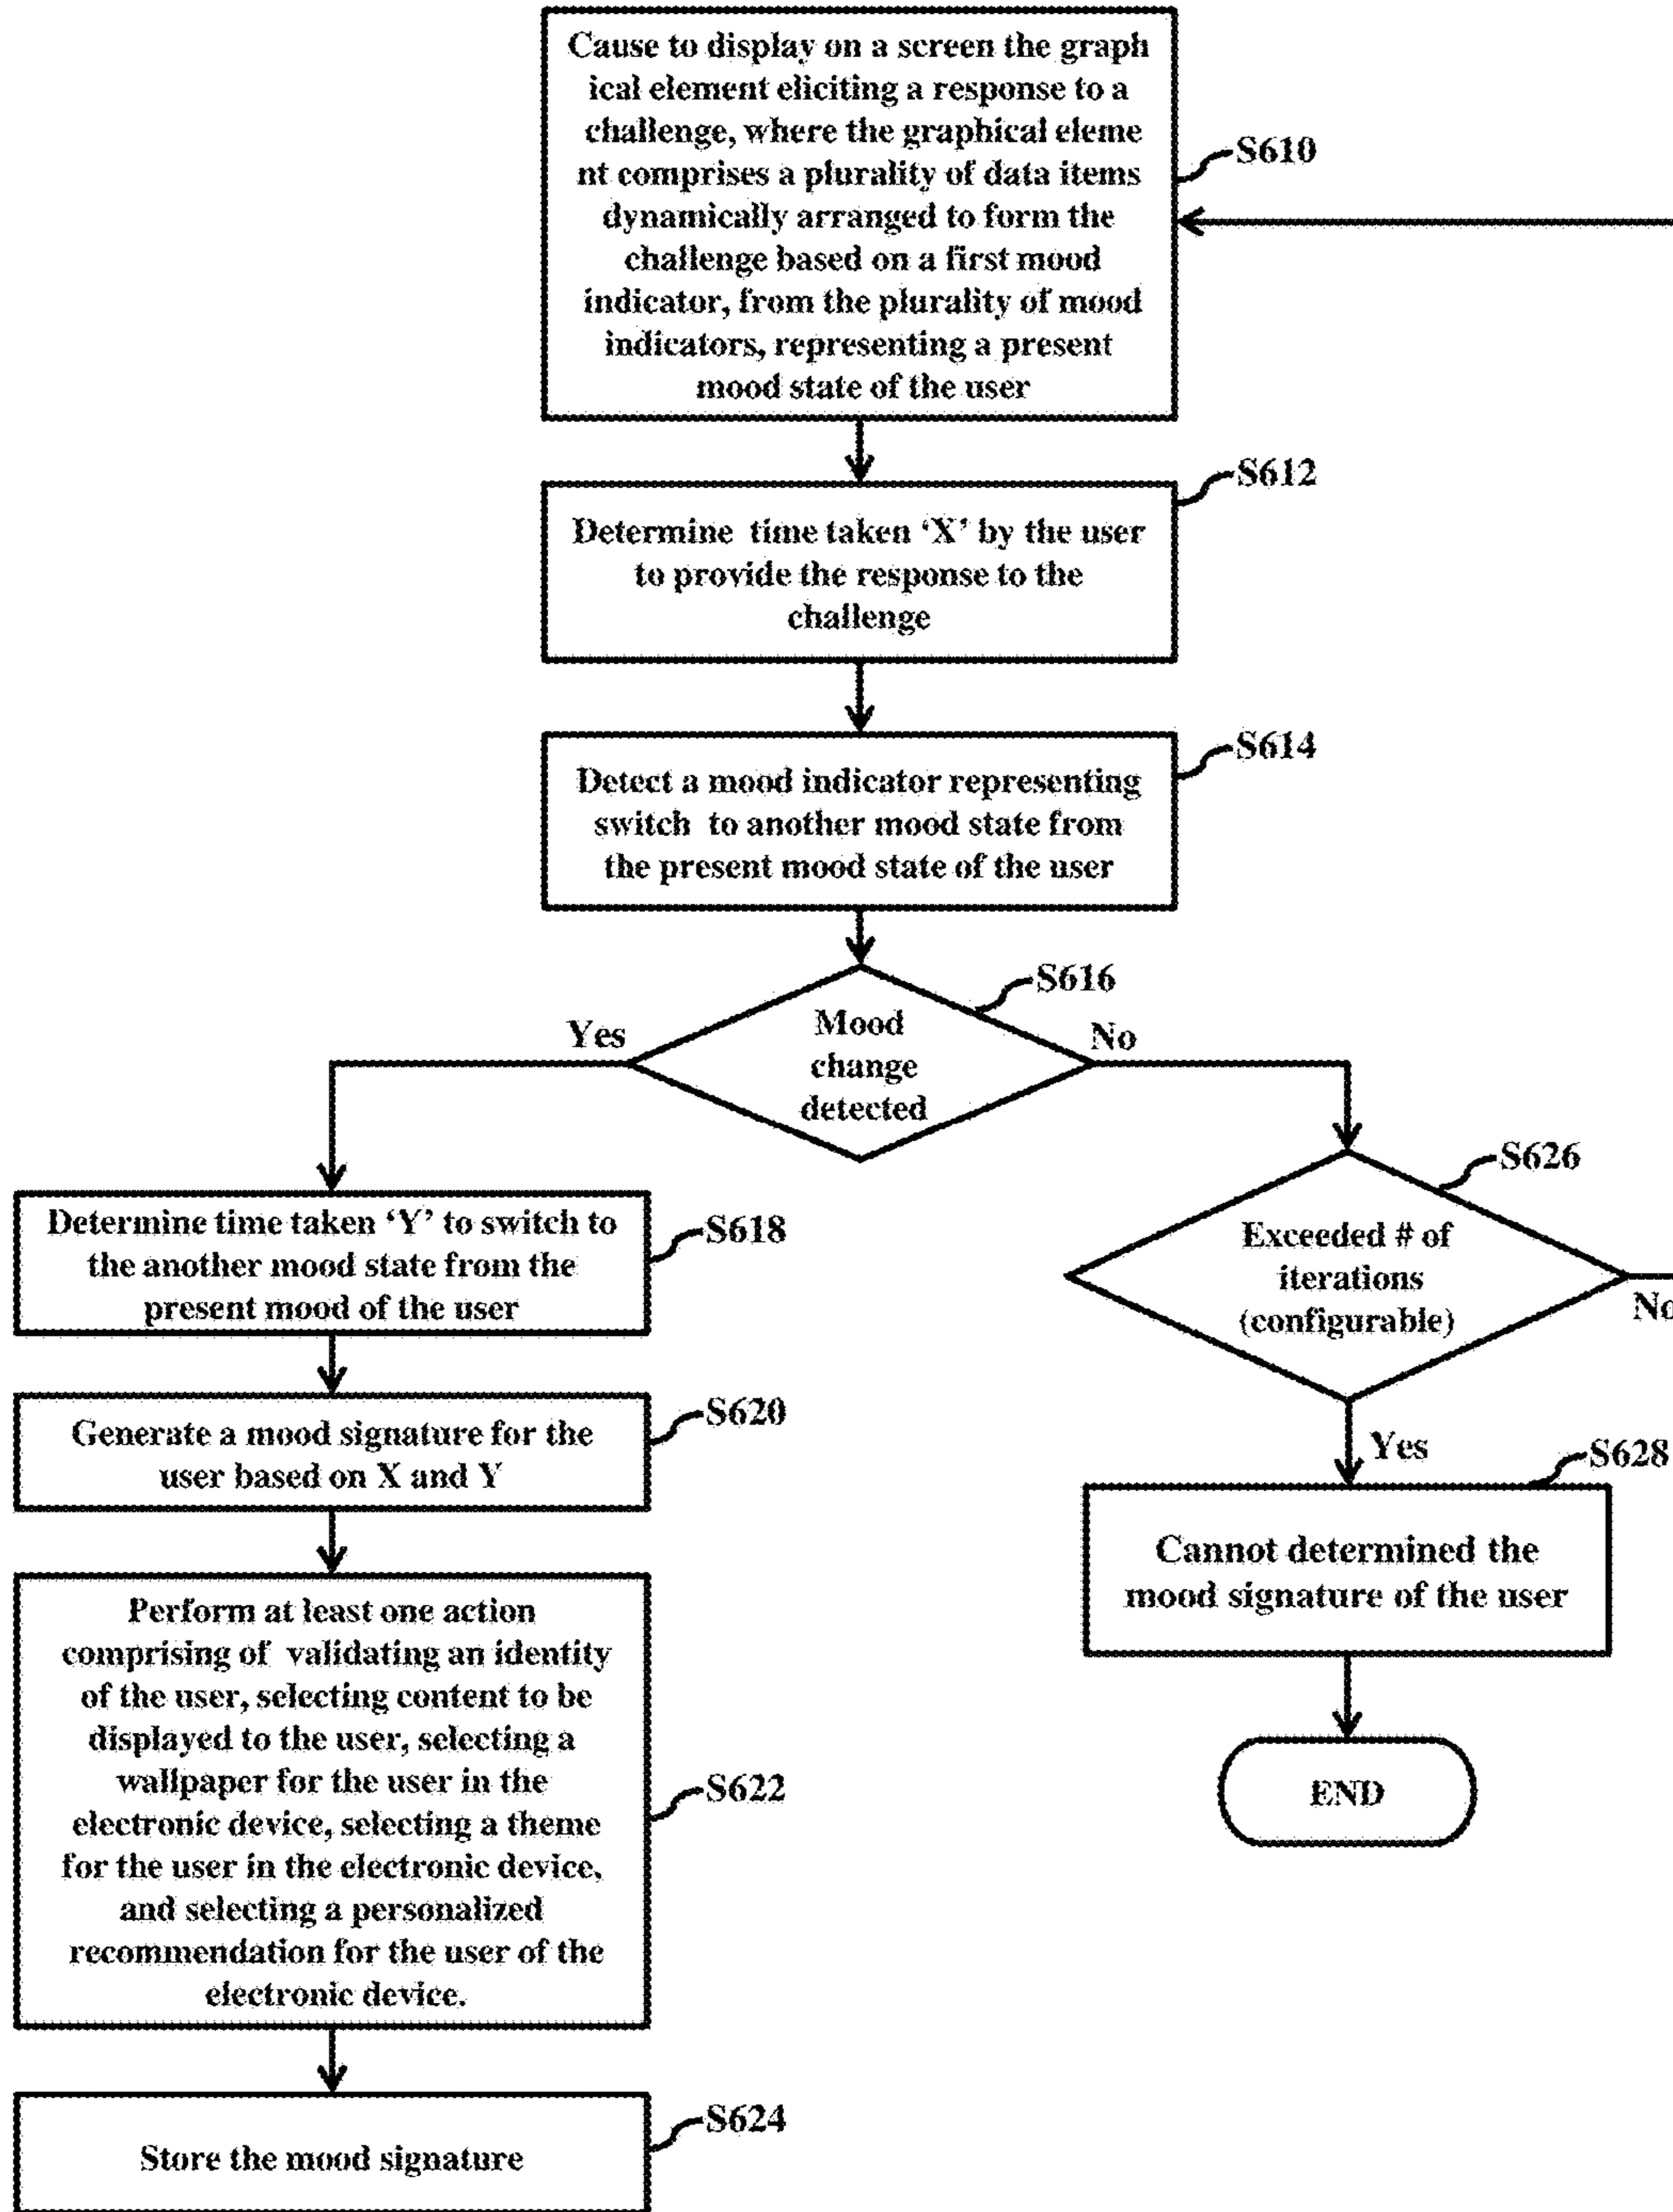 Cause to display on a screen the graph
ical element eliciting a response to a
challenge, where the graphical eleme
nt comprises a plurality of data items
dynamically arranged to form the
challenge based on a first mood
indicator, from the plurality of mood
indicators, representing a present
mood state of the user
S610
S612
Determine time taken ‘X’ by the user
to provide the response to the
challenge
S614
Detect a mood indicator representing
switch to another mood state from
the present mood state of the user
S616
Mood
change
detected
Yes
No
S626
Exceeded # of
iterations
(configurable)
No
Determine time taken ‘Y’ to switch to
the another mood state from the
present mood of the user
S618
Generate a mood signature for the
user based on X and Y
S620
Yes
S628
Cannot determined the
mood signature of the user
END
Perform at least one action
comprising of validating an identity
of the user, selecting content to be
displayed to the user, selecting a
wallpaper for the user in the
electronic device, selecting a theme
for the user in the electronic device,
and selecting a personalized
recommendation for the user of the
electronic device.
S622
Store the mood signature
S624